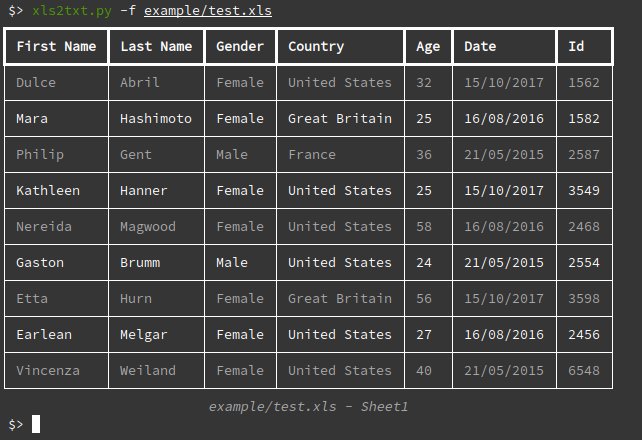 $> xls2txt.py -f example/test.xls
First Name Last Name Gender Country Age Date Id
Dulce Abril Female United States 32 15/10/2017 1562
Mara Hashimoto Female Great Britain 25 16/08/2016 1582
Philip Gent Male France 36 21/05/2015 2587
Kathleen Hanner Female United States 25 15/10/2017 3549
Nereida Magwood Female United States 58 16/08/2016 2468
Gaston Brumm Male United States 24 21/05/2015 2554
Etta Hurn Female Great Britain 56 15/10/2017 3598
Earlean Melgar Female United States 27 16/08/2016 2456
Vincenza Weiland Female United States 40 21/05/2015 6548
example/test.xls - Sheet1
$>